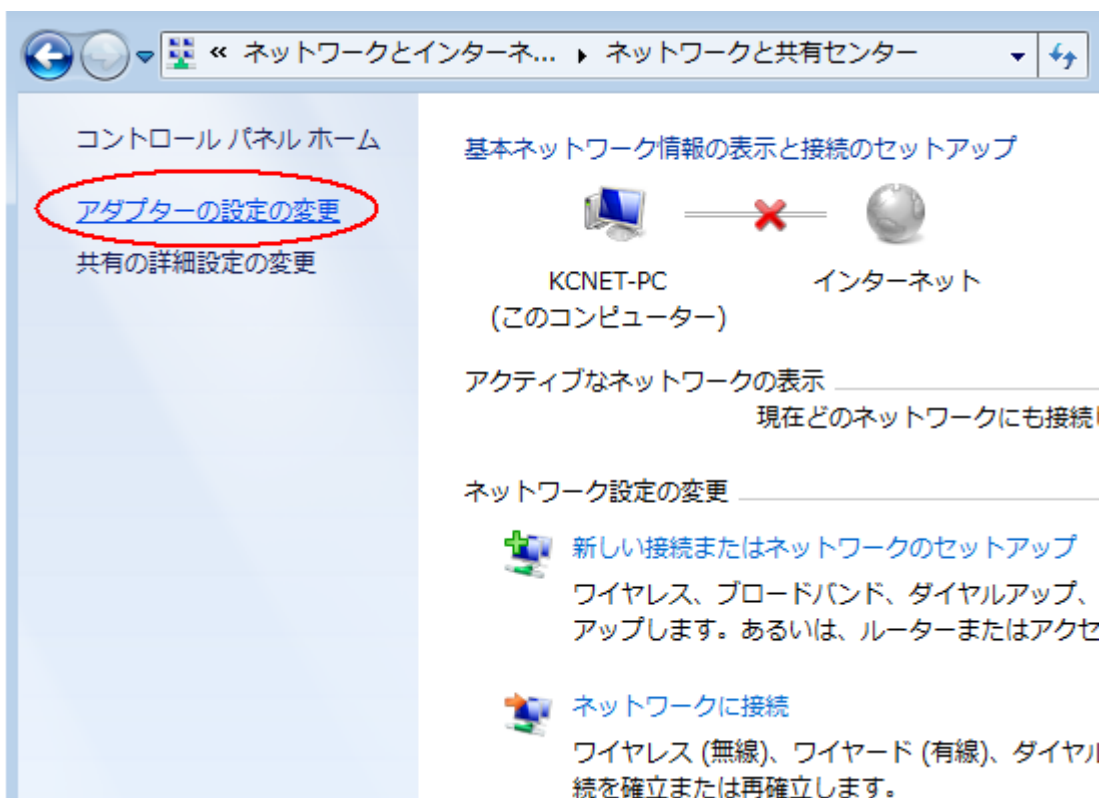 « ネットワークとインターネ... ▸ ネットワークと共有センター
コントロール パネル ホーム
アダプターの設定の変更
共有の詳細設定の変更
基本ネットワーク情報の表示と接続のセットアップ
KCNET-PC
(このコンピューター)
インターネット
アクティブなネットワークの表示
現在どのネットワークにも接続
ネットワーク設定の変更
新しい接続またはネットワークのセットアップ
ワイヤレス、ブロードバンド、ダイヤルアップ、
アップします。あるいは、ルーターまたはアクセ
ネットワークに接続
ワイヤレス (無線)、ワイヤード (有線)、ダイヤル
続を確立または再確立します。